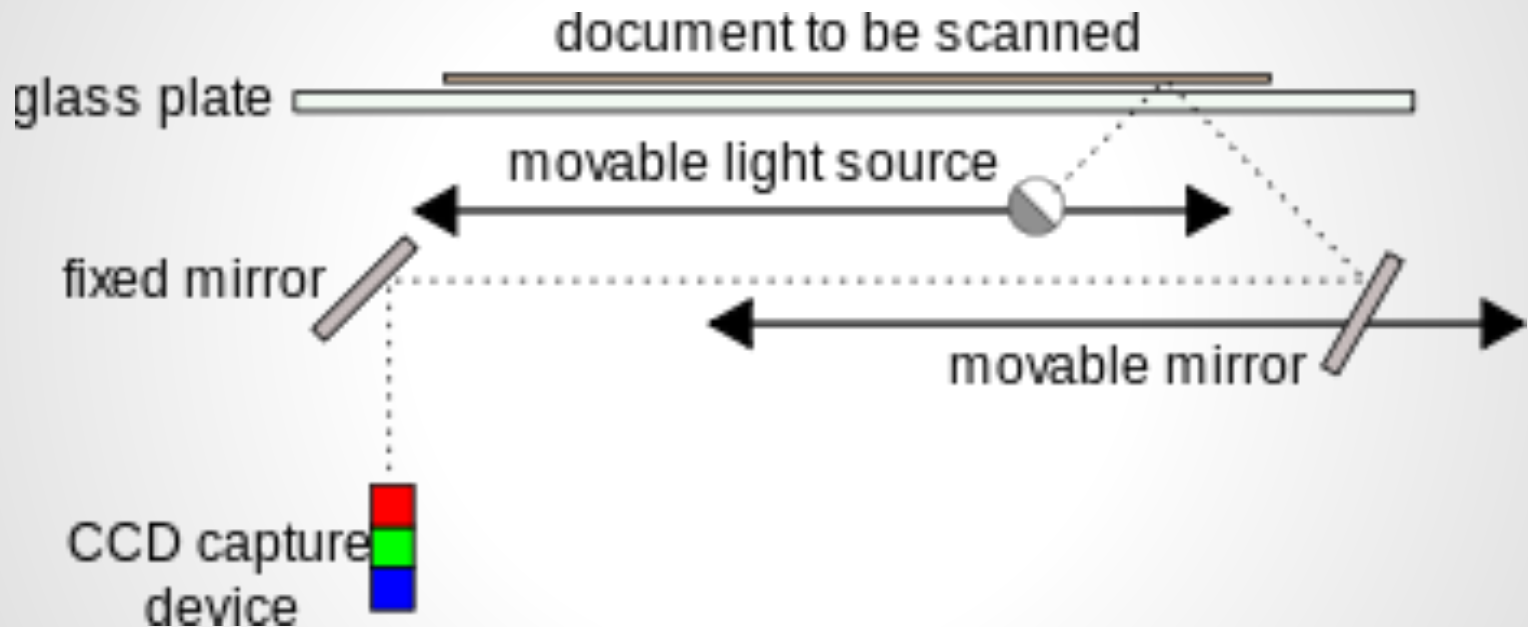 document to be scanned
glass plate
movable light source
fixed mirror
movable mirror
CCD capture
device